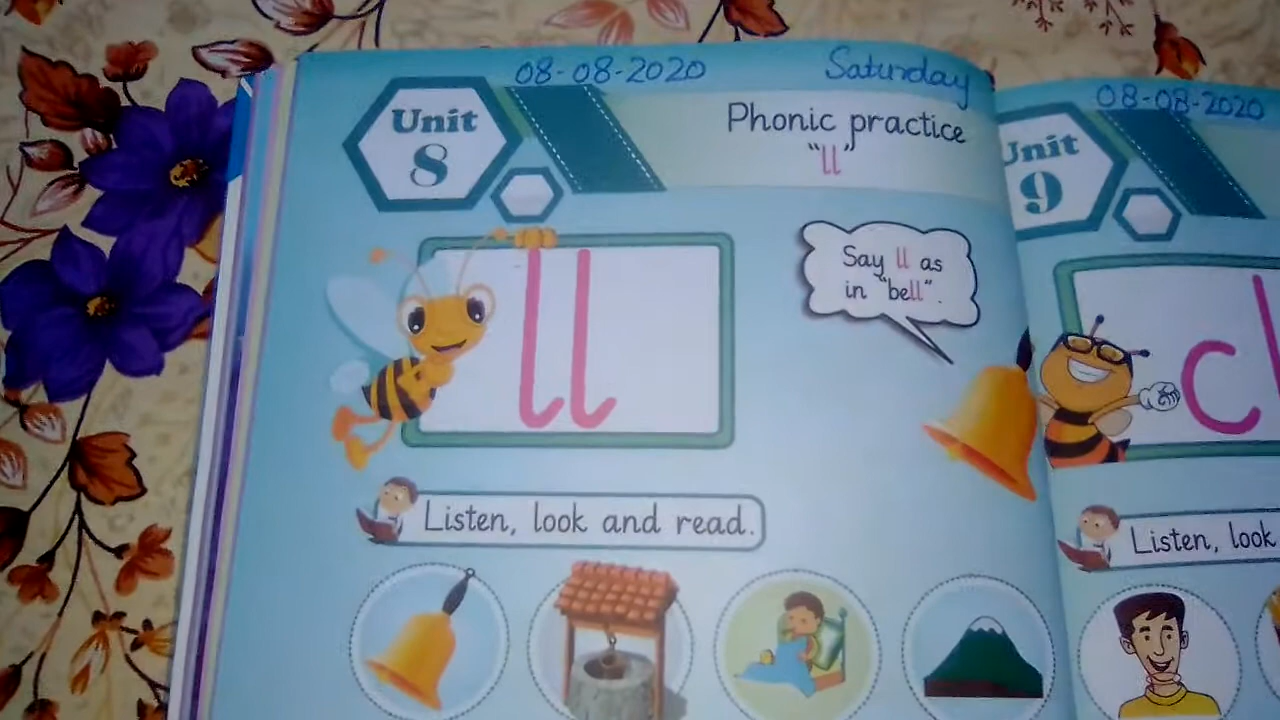 08-08-2020 Saturday
Unit
8
Phonic practice
"ll"
ll
Say ll as
in "bell".
Listen, look and read.
08-08-2020
Unit
9
c
Listen, look